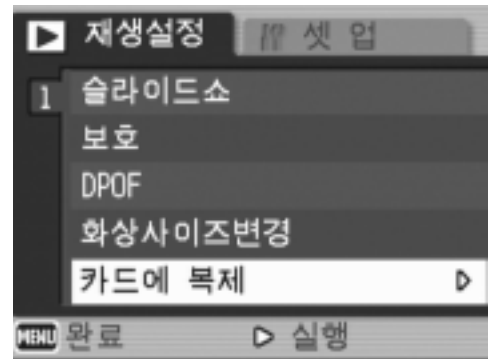 재생설정 셋 업
1 슬라이드쇼
보호
DPOF
화상사이즈변경
카드에 복제
MENU 완료 실행